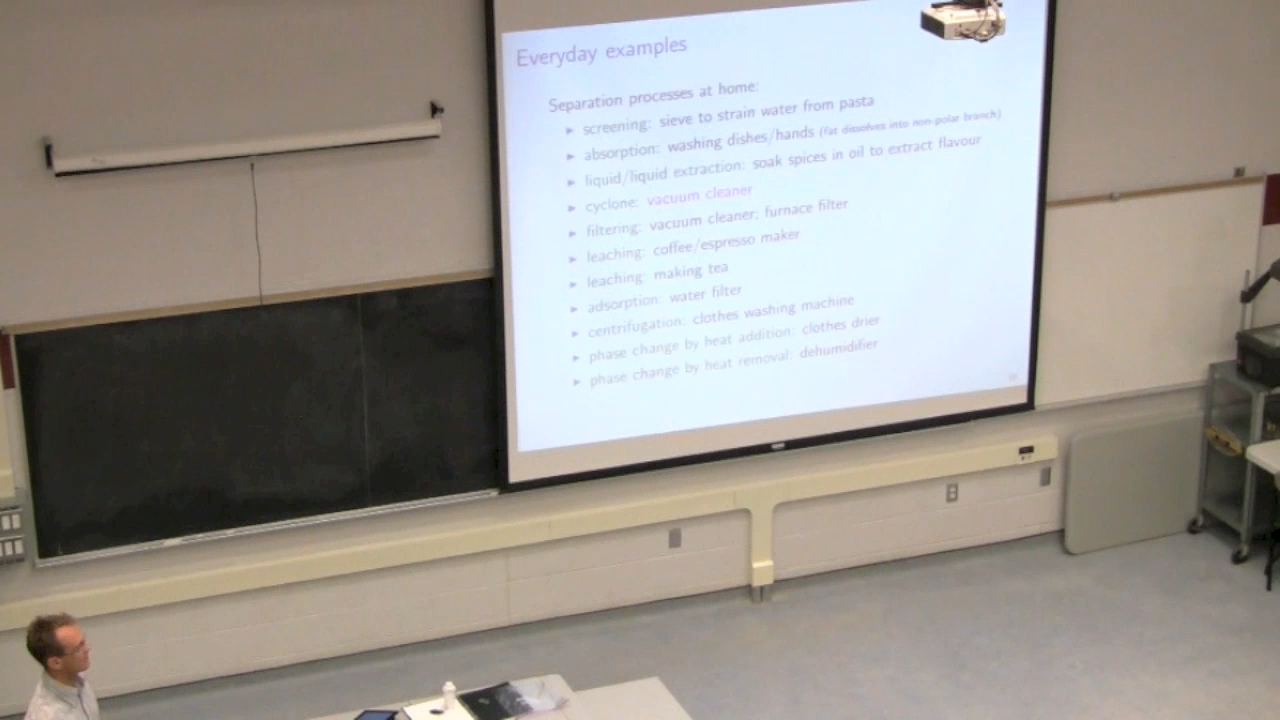 Everyday examples
Separation processes at home:
▶ screening: sieve to strain water from pasta
▶ absorption: washing dishes/hands (fat dissolves into non-polar branch)
▶ liquid/liquid extraction: soak spices in oil to extract flavour
▶ cyclone: vacuum cleaner
▶ filtering: vacuum cleaner; furnace filter
▶ leaching: coffee/espresso maker
▶ leaching: making tea
▶ adsorption: water filter
▶ centrifugation: clothes washing machine
▶ phase change by heat addition: clothes drier
▶ phase change by heat removal: dehumidifier